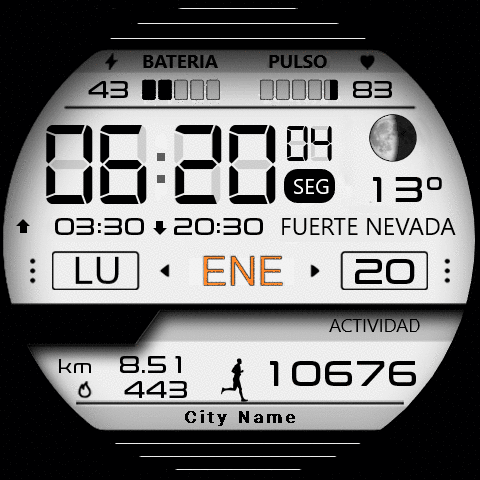 BATERIA PULSO
43 83
06:20 04
SEG
13º
03:30 20:30 FUERTE NEVADA
LU ENE 20
ACTIVIDAD
km 8.51
443
10676
City Name